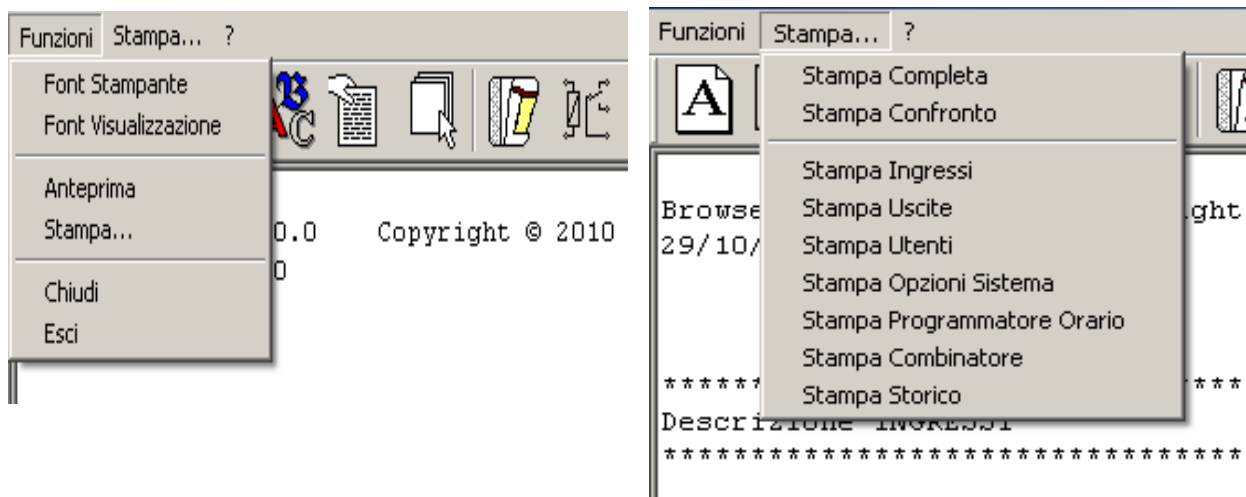 Funzioni Stampa... ?
Font Stampante
Font Visualizzazione
Anteprima
Stampa...
Chiudi
Esci
B
C
0.0 Copyright © 2010
0
Funzioni Stampa... ?
Stampa Completa
Stampa Confronto
Stampa Ingressi
Stampa Uscite
Stampa Utenti
Stampa Opzioni Sistema
Stampa Programmatore Orario
Stampa Combinatore
Stampa Storico
A
Browse ght
29/10/
****** ***
Descrizione INGRESSI
*********************************